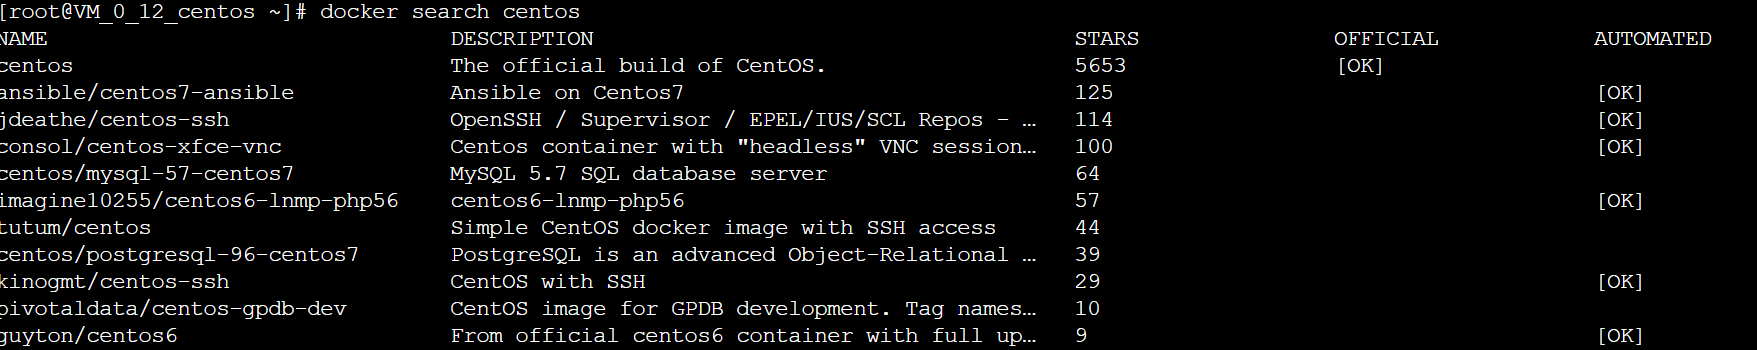 [root@VM_0_12_centos ~]# docker search centos
NAME DESCRIPTION STARS OFFICIAL AUTOMATED
centos The official build of CentOS. 5653 [OK]
ansible/centos7-ansible Ansible on Centos7 125 [OK]
jdeathe/centos-ssh OpenSSH / Supervisor / EPEL/IUS/SCL Repos - … 114 [OK]
consol/centos-xfce-vnc Centos container with "headless" VNC session… 100 [OK]
centos/mysql-57-centos7 MySQL 5.7 SQL database server 64
imagine10255/centos6-lnmp-php56 centos6-lnmp-php56 57 [OK]
tutum/centos Simple CentOS docker image with SSH access 44
centos/postgresql-96-centos7 PostgreSQL is an advanced Object-Relational … 39
kinogmt/centos-ssh CentOS with SSH 29 [OK]
pivotaldata/centos-gpdb-dev CentOS image for GPDB development. Tag names… 10
guyton/centos6 From official centos6 container with full up… 9 [OK]